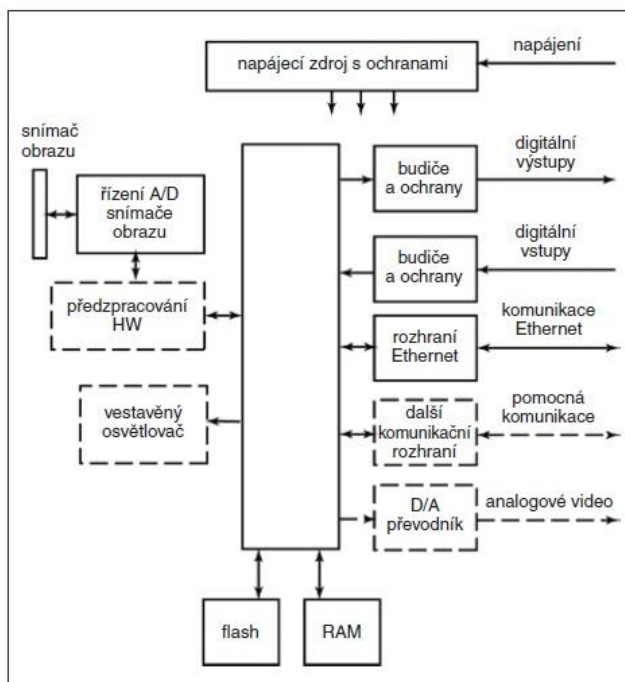 napájecí zdroj s ochranami
napájení
snímač
obrazu
řízení A/D
snímače
obrazu
předzpracování
HW
vestavěný
osvětlovač
budiče
a ochrany
digitální
výstupy
budiče
a ochrany
digitální
vstupy
rozhraní
Ethernet
komunikace
Ethernet
další
komunikační
rozhraní
pomocná
komunikace
D/A
převodník
analogové video
flash
RAM